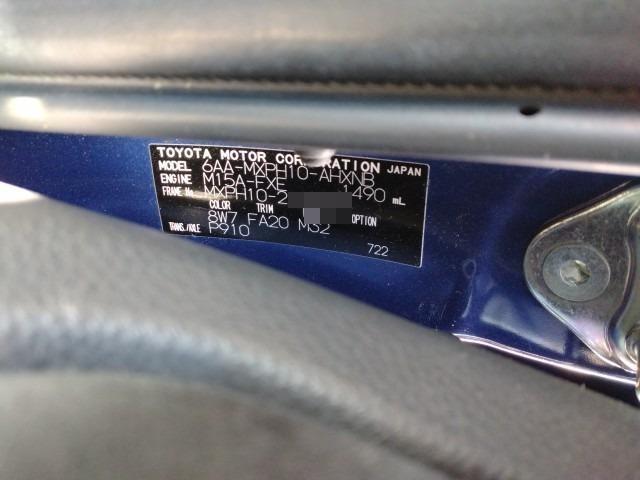 TOYOTA MOTOR CORPORATION JAPAN
MODEL 6AA-MXPH10-AHXNB
ENGINE M15A-FXE 1490 mL
FRAME No. MXPH10-2
COLOR TRIM OPTION
8W7 FA20 M52
TRANS./AXLE P910
722